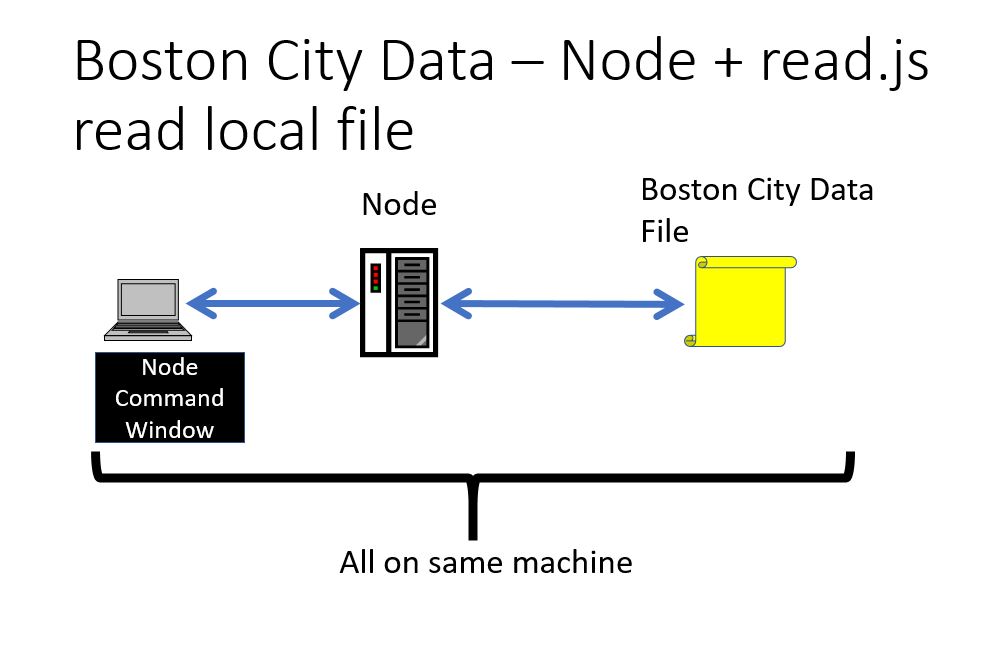 Boston City Data – Node + read.js
read local file
Node
Boston City Data
File
Node
Command
Window
All on same machine